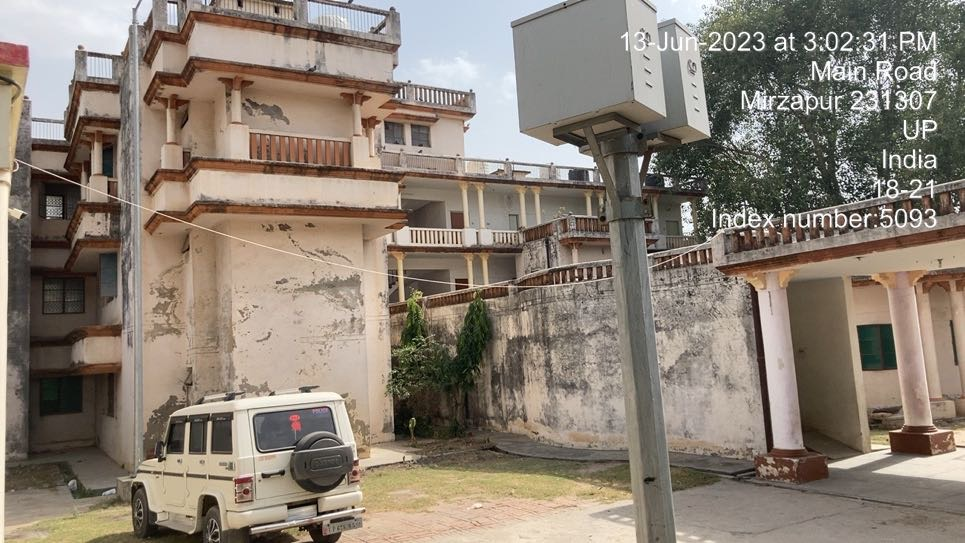 13-Jun-2023 at 3:02:31 PM
Main Road
Mirzapur 231307
UP
India
18-21
Index number:5093
POLICE